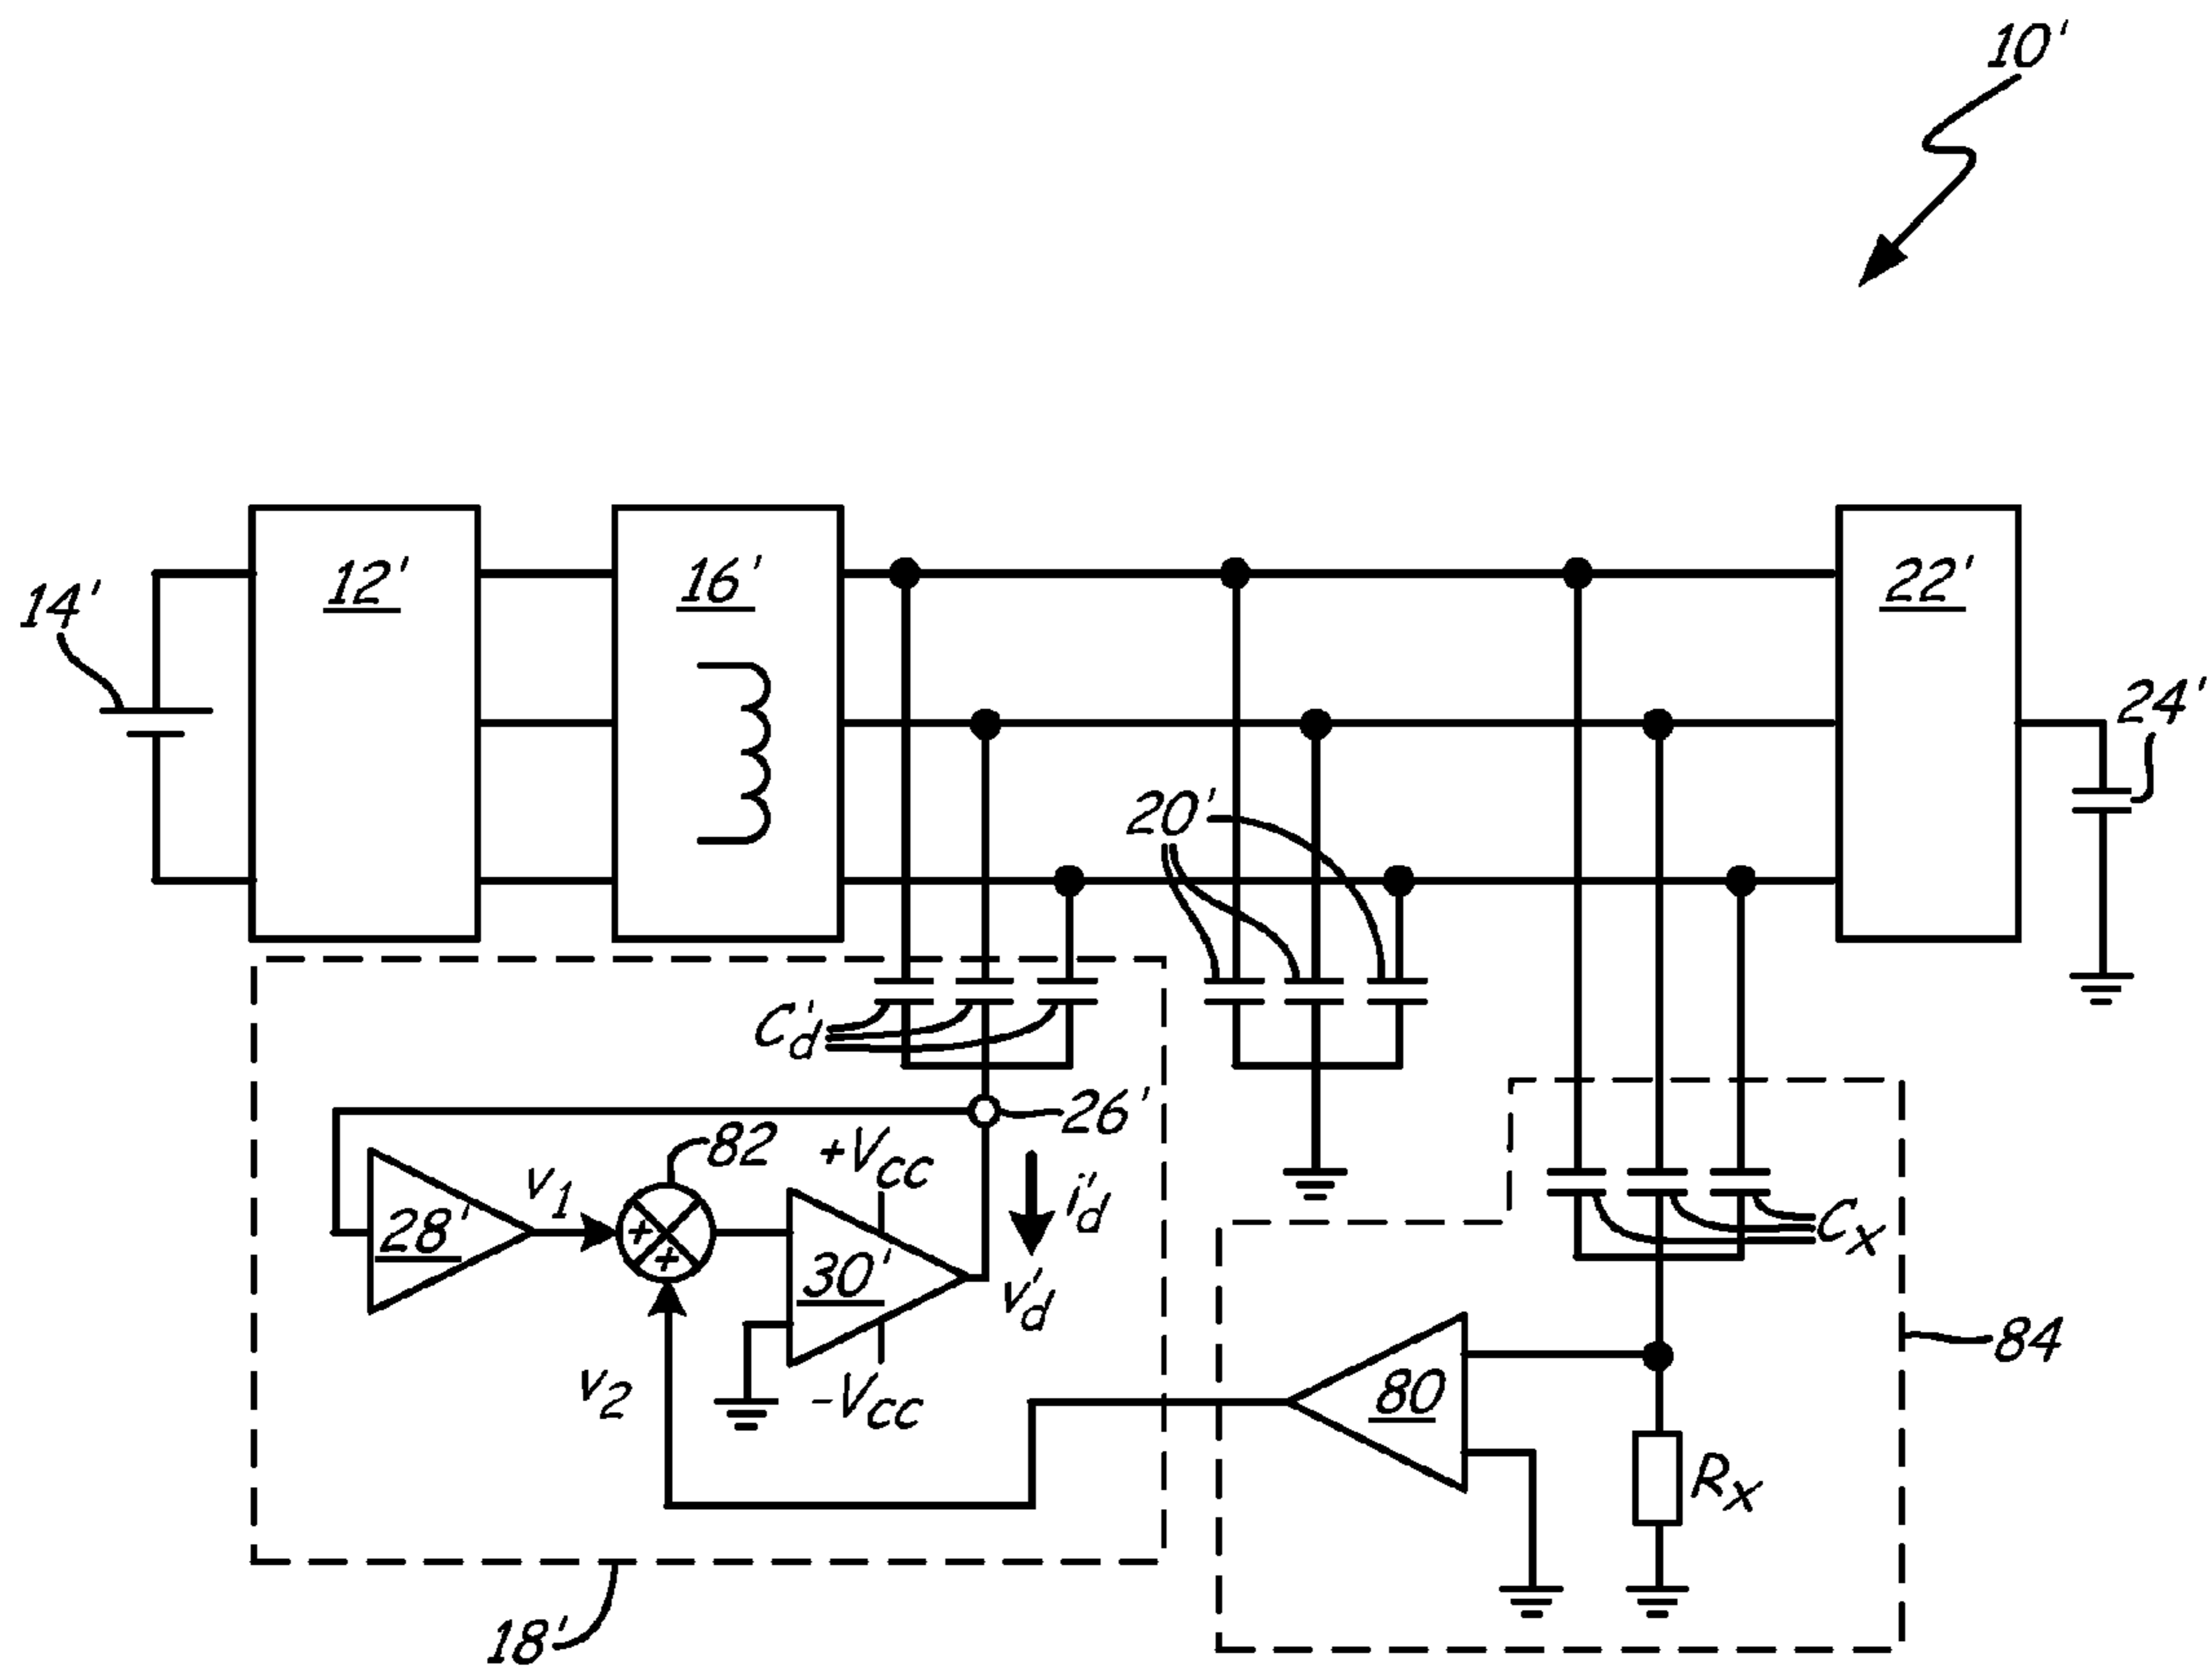 10'
12'
16'
22'
14'
24'
20'
C'd
26'
82
+Vcc
v1
28'
i'd
Cx
+
+
30'
v'd
84
v2
-Vcc
80
Rx
18'